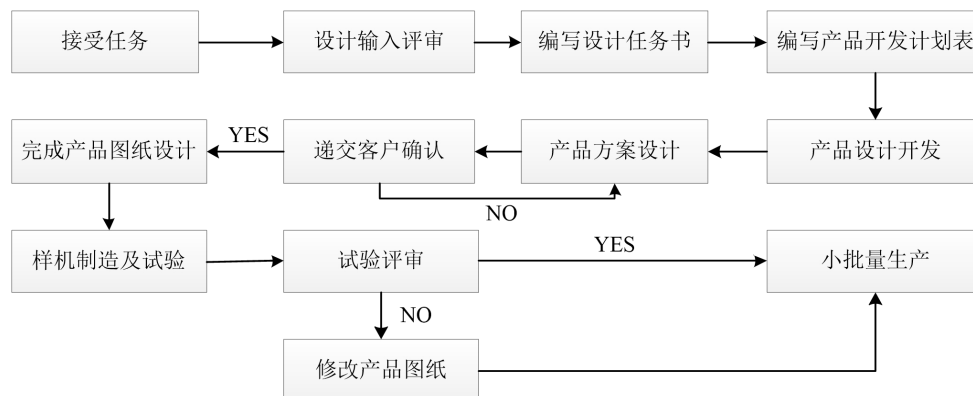 接受任务
设计输入评审
编写设计任务书
编写产品开发计划表
产品设计开发
产品方案设计
递交客户确认
YES
完成产品图纸设计
NO
样机制造及试验
试验评审
YES
小批量生产
NO
修改产品图纸